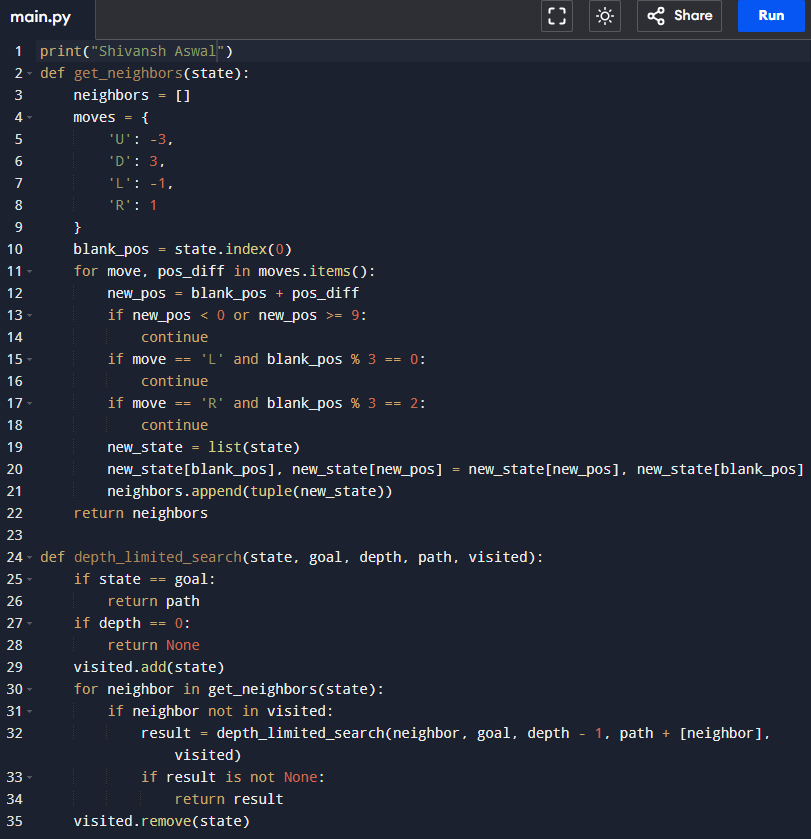 main.py Share Run
1 print("Shivansh Aswal")
2 def get_neighbors(state):
3     neighbors = []
4     moves = {
5         'U': -3,
6         'D': 3,
7         'L': -1,
8         'R': 1
9     }
10     blank_pos = state.index(0)
11     for move, pos_diff in moves.items():
12         new_pos = blank_pos + pos_diff
13         if new_pos < 0 or new_pos >= 9:
14             continue
15         if move == 'L' and blank_pos % 3 == 0:
16             continue
17         if move == 'R' and blank_pos % 3 == 2:
18             continue
19         new_state = list(state)
20         new_state[blank_pos], new_state[new_pos] = new_state[new_pos], new_state[blank_pos]
21         neighbors.append(tuple(new_state))
22     return neighbors
23
24 def depth_limited_search(state, goal, depth, path, visited):
25     if state == goal:
26         return path
27     if depth == 0:
28         return None
29     visited.add(state)
30     for neighbor in get_neighbors(state):
31         if neighbor not in visited:
32             result = depth_limited_search(neighbor, goal, depth - 1, path + [neighbor],
                visited)
33             if result is not None:
34                 return result
35     visited.remove(state)